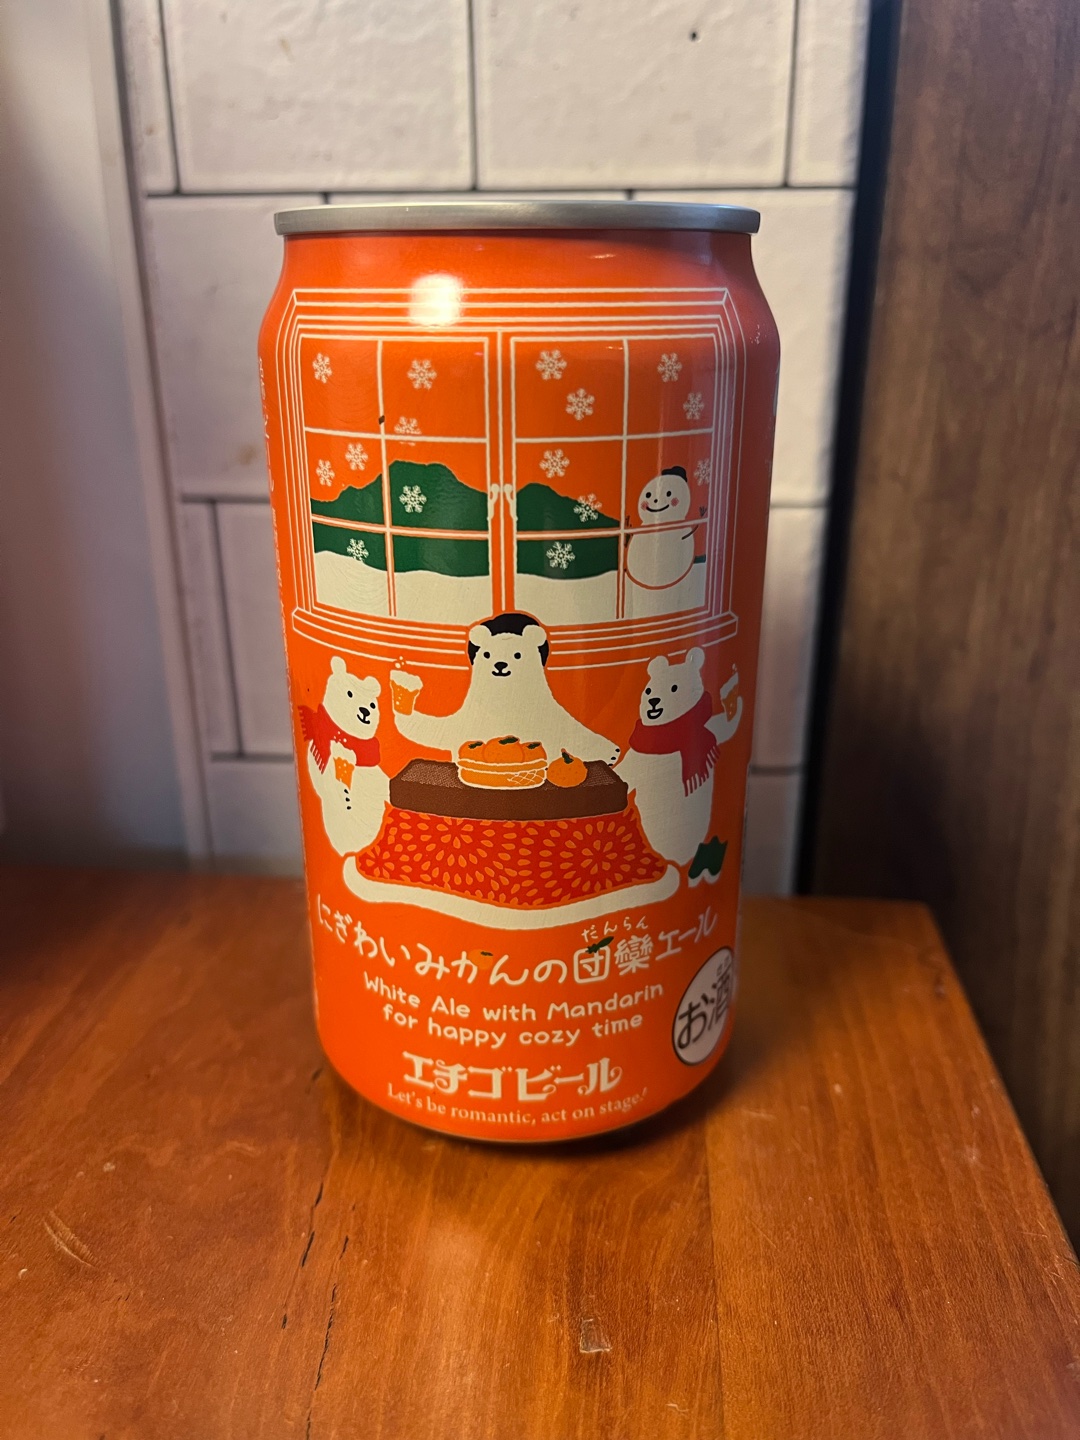 だんらん
にぎわいみかんの団欒エール
White Ale with Mandarin
for happy cozy time
お酒
エチゴビール
Let's be romantic, act on stage!